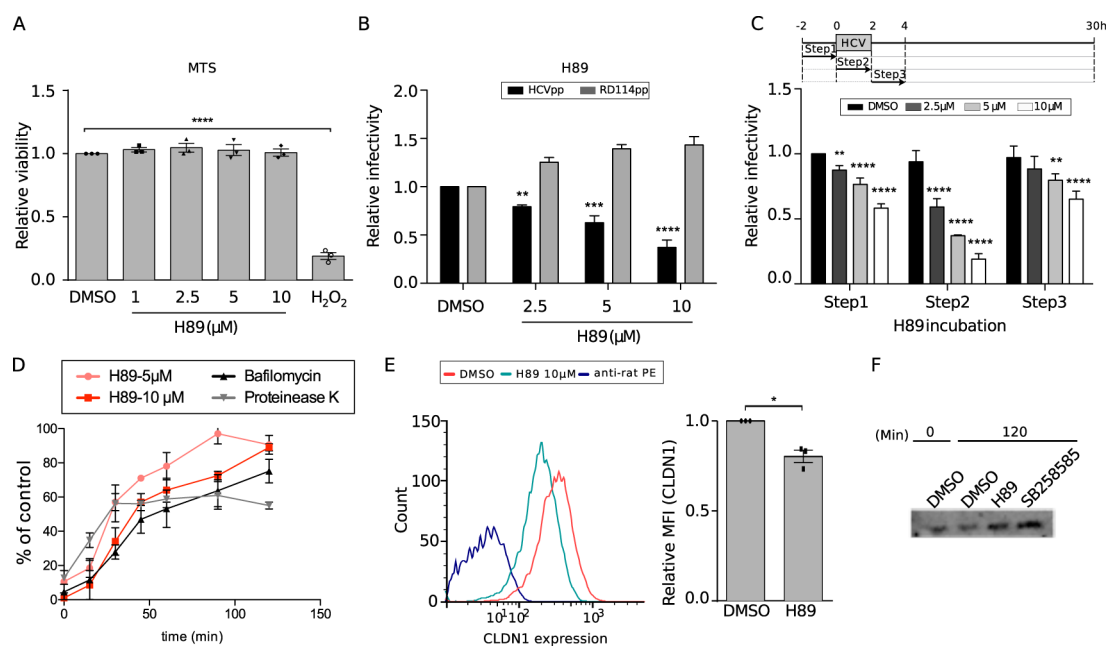 A
MTS
****
Relative viability
1.5
1.0
0.5
0.0
DMSO 1 2.5 5 10 H₂O₂
H89(µM)
B
H89
HCVpp RD114pp
Relative infectivity
2.0
1.5
1.0
0.5
0.0
** *** ****
DMSO 2.5 5 10
H89(µM)
C
-2 0 2 4 30h
Step1 HCV
Step2
Step3
DMSO 2.5µM 5 µM 10µM
Relative infectivity
1.5
1.0
0.5
0.0
** **** ****
**** **** ****
** ****
Step1 Step2 Step3
H89 incubation
D
H89-5µM Bafilomycin
H89-10 µM Proteinease K
% of control
100
80
60
40
20
0
0 50 100 150
time (min)
E
DMSO H89 10µM anti-rat PE
Count
150
100
50
0
10¹ 10² 10³
CLDN1 expression
Relative MFI (CLDN1)
1.0
0.5
0.0
*
DMSO H89
F
(Min) 0 120
DMSO DMSO H89 SB258585